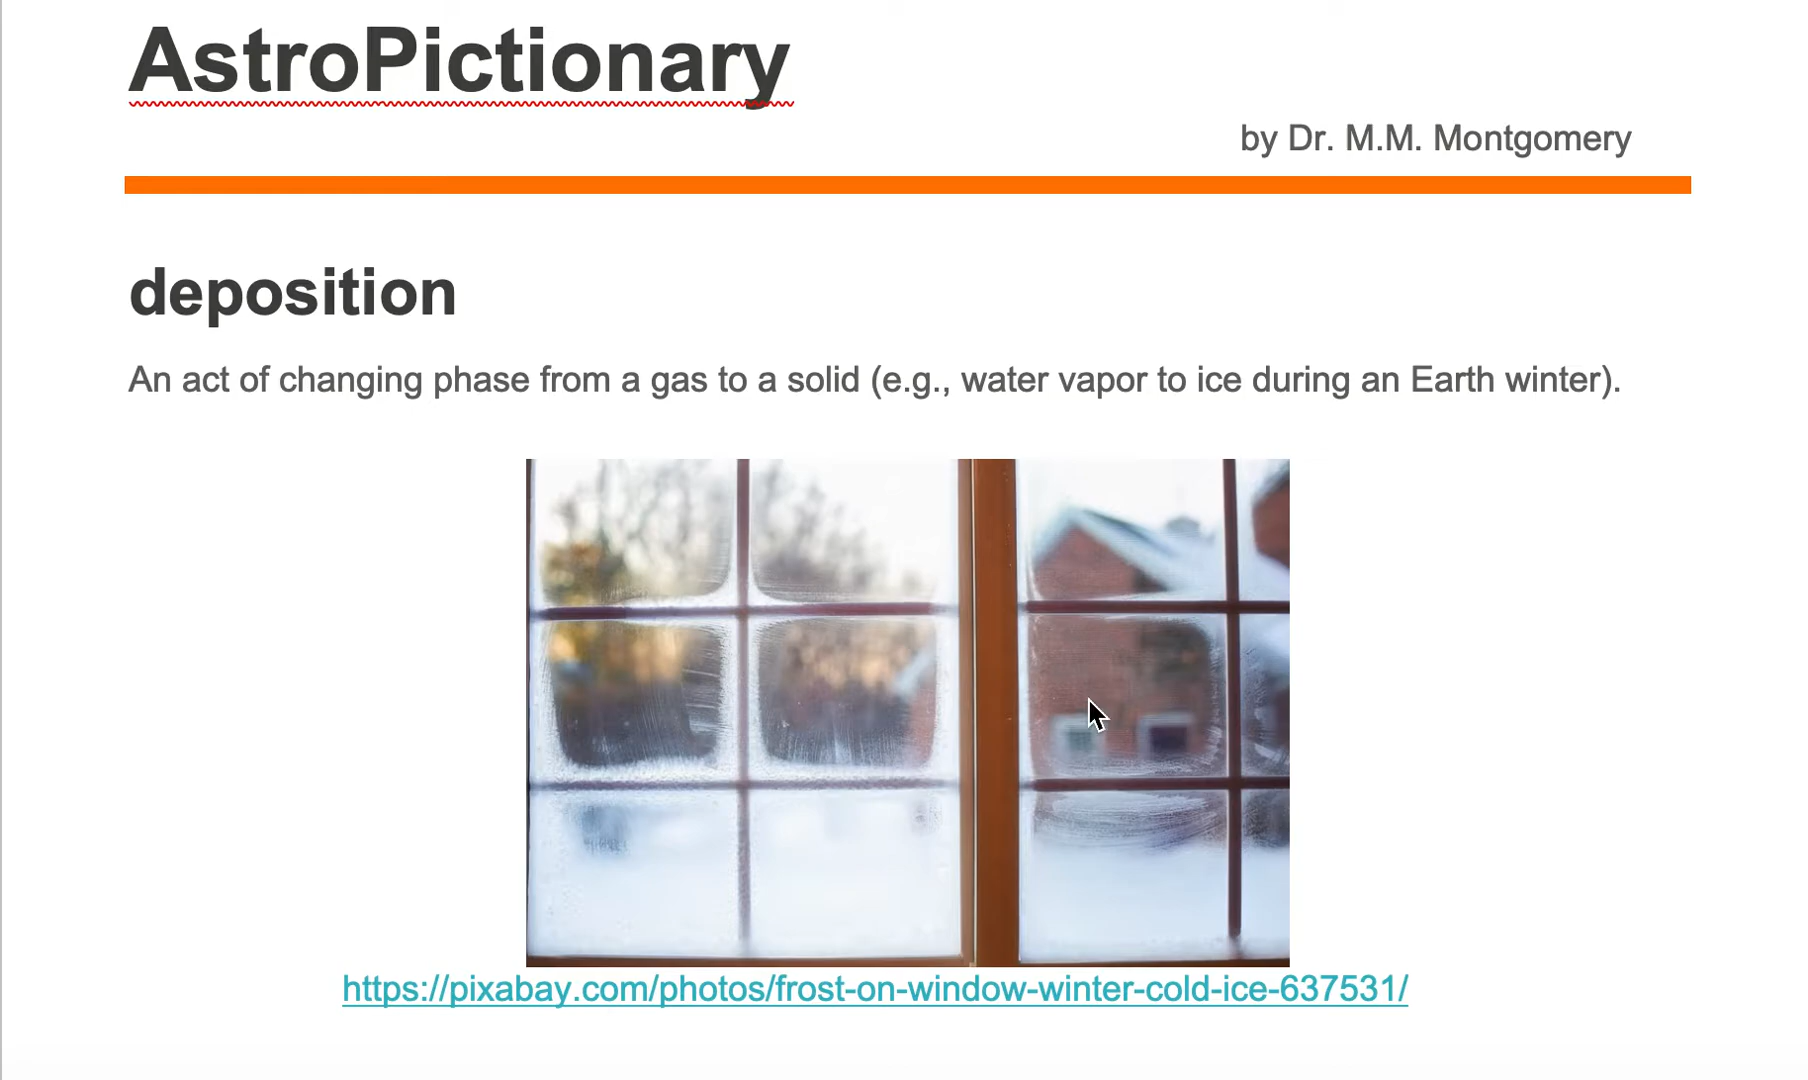 AstroPictionary
by Dr. M.M. Montgomery
deposition
An act of changing phase from a gas to a solid (e.g., water vapor to ice during an Earth winter).
https://pixabay.com/photos/frost-on-window-winter-cold-ice-637531/